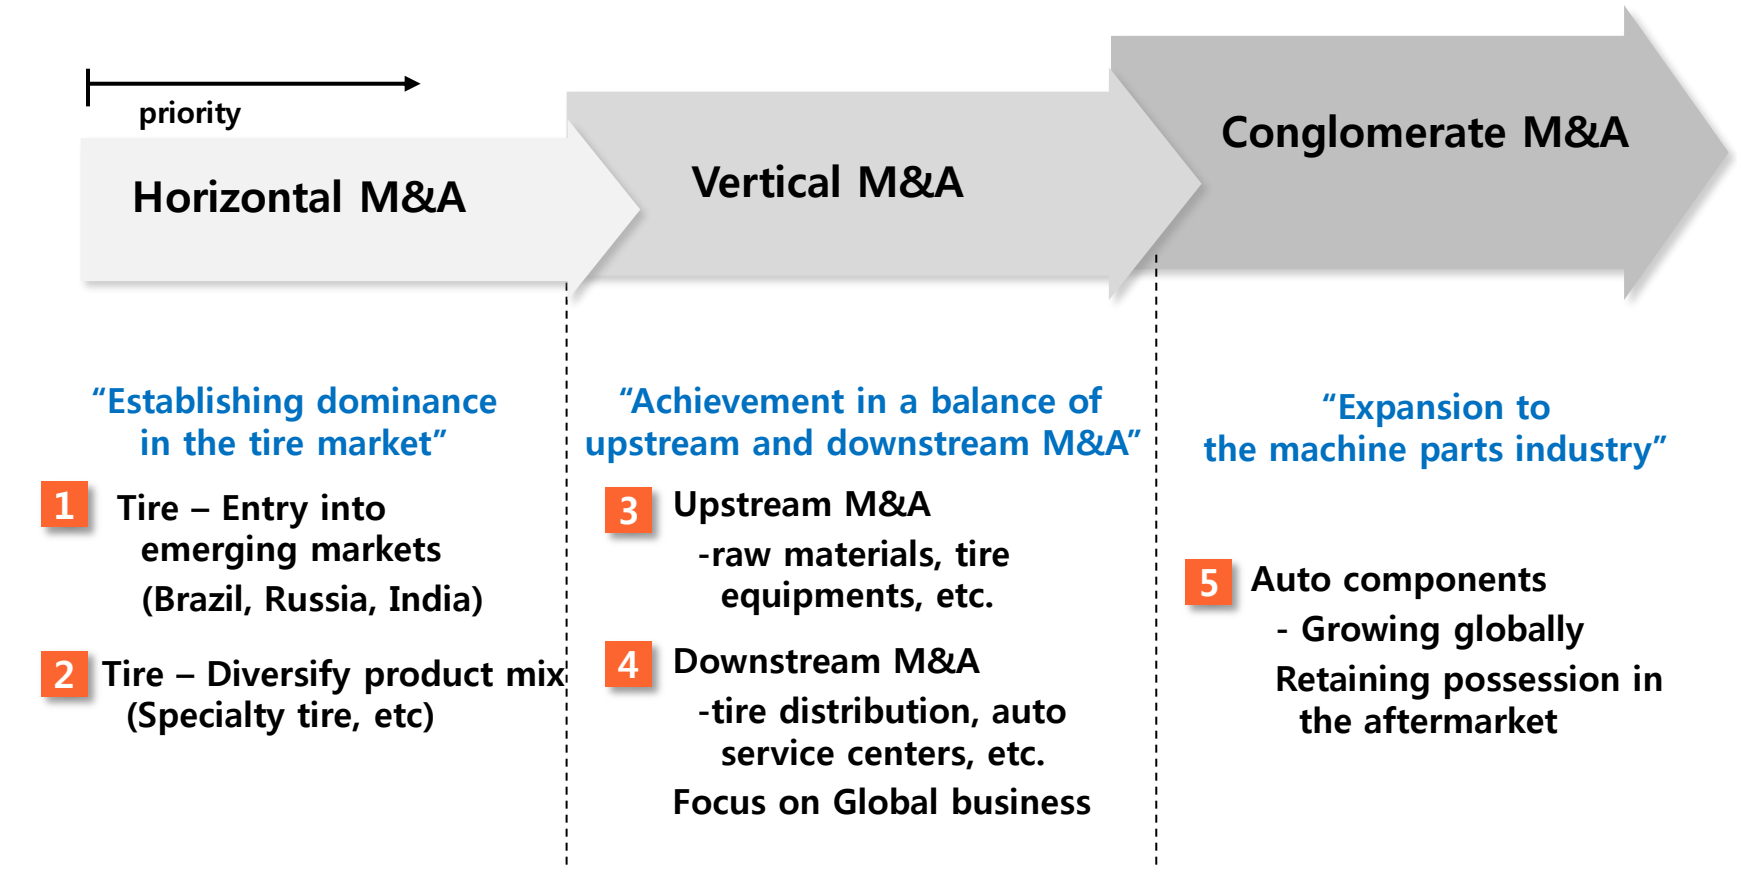 priority
Horizontal M&A
Vertical M&A
Conglomerate M&A
“Establishing dominance
in the tire market”
1 Tire – Entry into
emerging markets
(Brazil, Russia, India)
2 Tire – Diversify product mix
(Specialty tire, etc)
“Achievement in a balance of
upstream and downstream M&A”
3 Upstream M&A
-raw materials, tire
equipments, etc.
4 Downstream M&A
-tire distribution, auto
service centers, etc.
Focus on Global business
“Expansion to
the machine parts industry”
5 Auto components
- Growing globally
Retaining possession in
the aftermarket